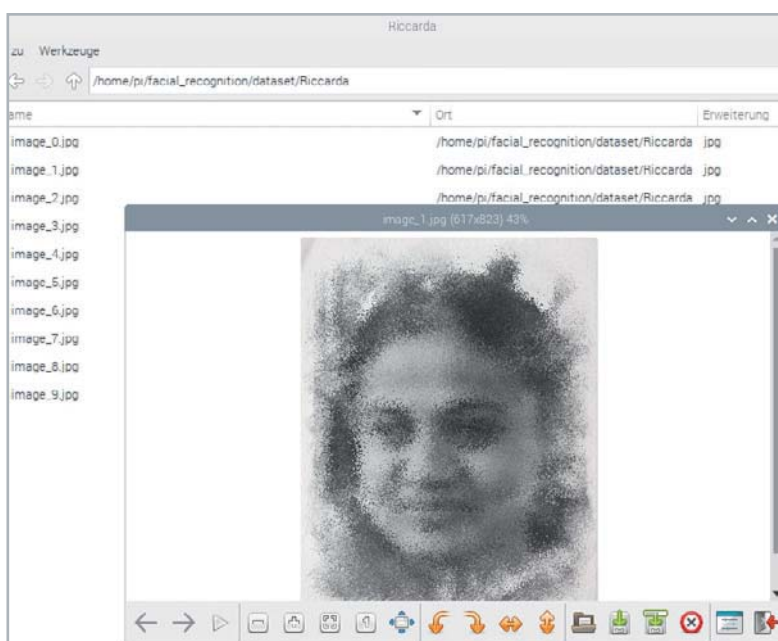 Riccarda
zu Werkzeuge
/home/pi/facial_recognition/dataset/Riccarda
ame Ort Erweiterung
image_0.jpg /home/pi/facial_recognition/dataset/Riccarda jpg
image_1.jpg /home/pi/facial_recognition/dataset/Riccarda jpg
image_2.jpg /home/pi/facial_recognition/dataset/Riccarda jpg
image_3.jpg
image_1.jpg (617x823) 43%
image_4.jpg
image_5.jpg
image_6.jpg
image_7.jpg
image_8.jpg
image_9.jpg